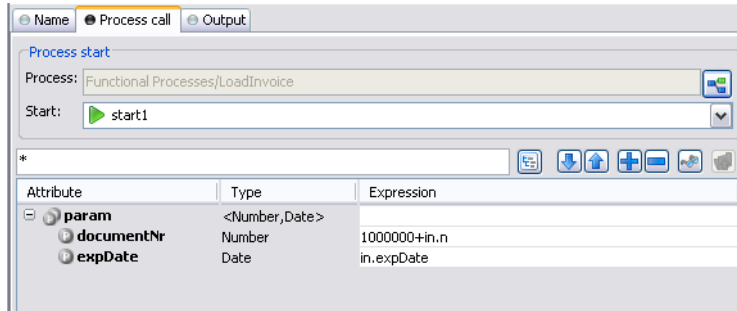 Name Process call Output
Process start
Process: Functional Processes/LoadInvoice
Start: start1
*
Attribute Type Expression
param <Number,Date>
documentNr Number 1000000+in.n
expDate Date in.expDate